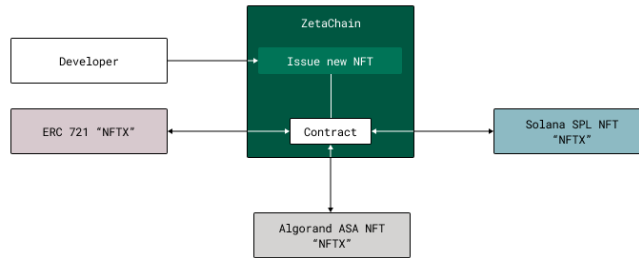 ZetaChain
Developer
Issue new NFT
ERC 721 “NFTX”
Contract
Solana SPL NFT
“NFTX”
Algorand ASA NFT
“NFTX”